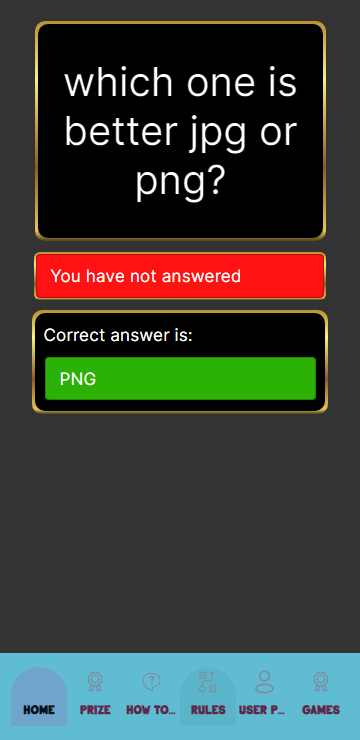 which one is
better jpg or
png?
You have not answered
Correct answer is:
PNG
HOME PRIZE HOW TO... RULES USER P... GAMES